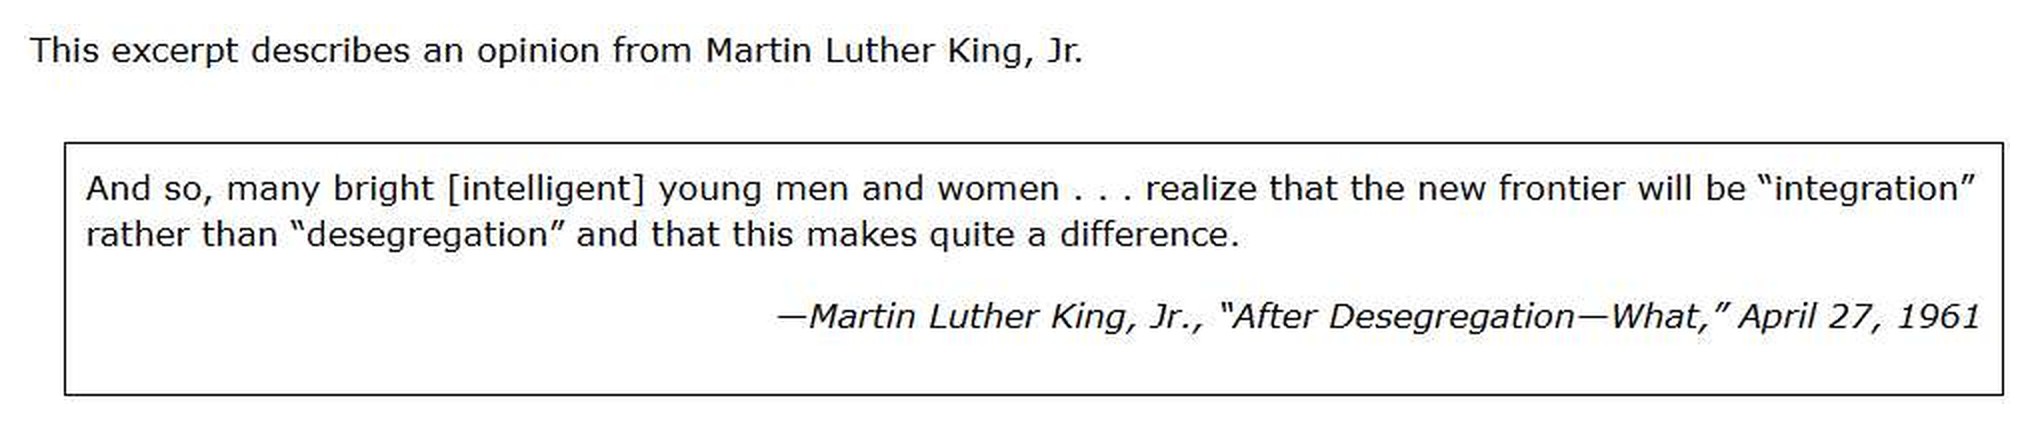 This excerpt describes an opinion from Martin Luther King, Jr.
And so, many bright [intelligent] young men and women . . . realize that the new frontier will be “integration”
rather than “desegregation” and that this makes quite a difference.
—Martin Luther King, Jr., “After Desegregation—What,” April 27, 1961